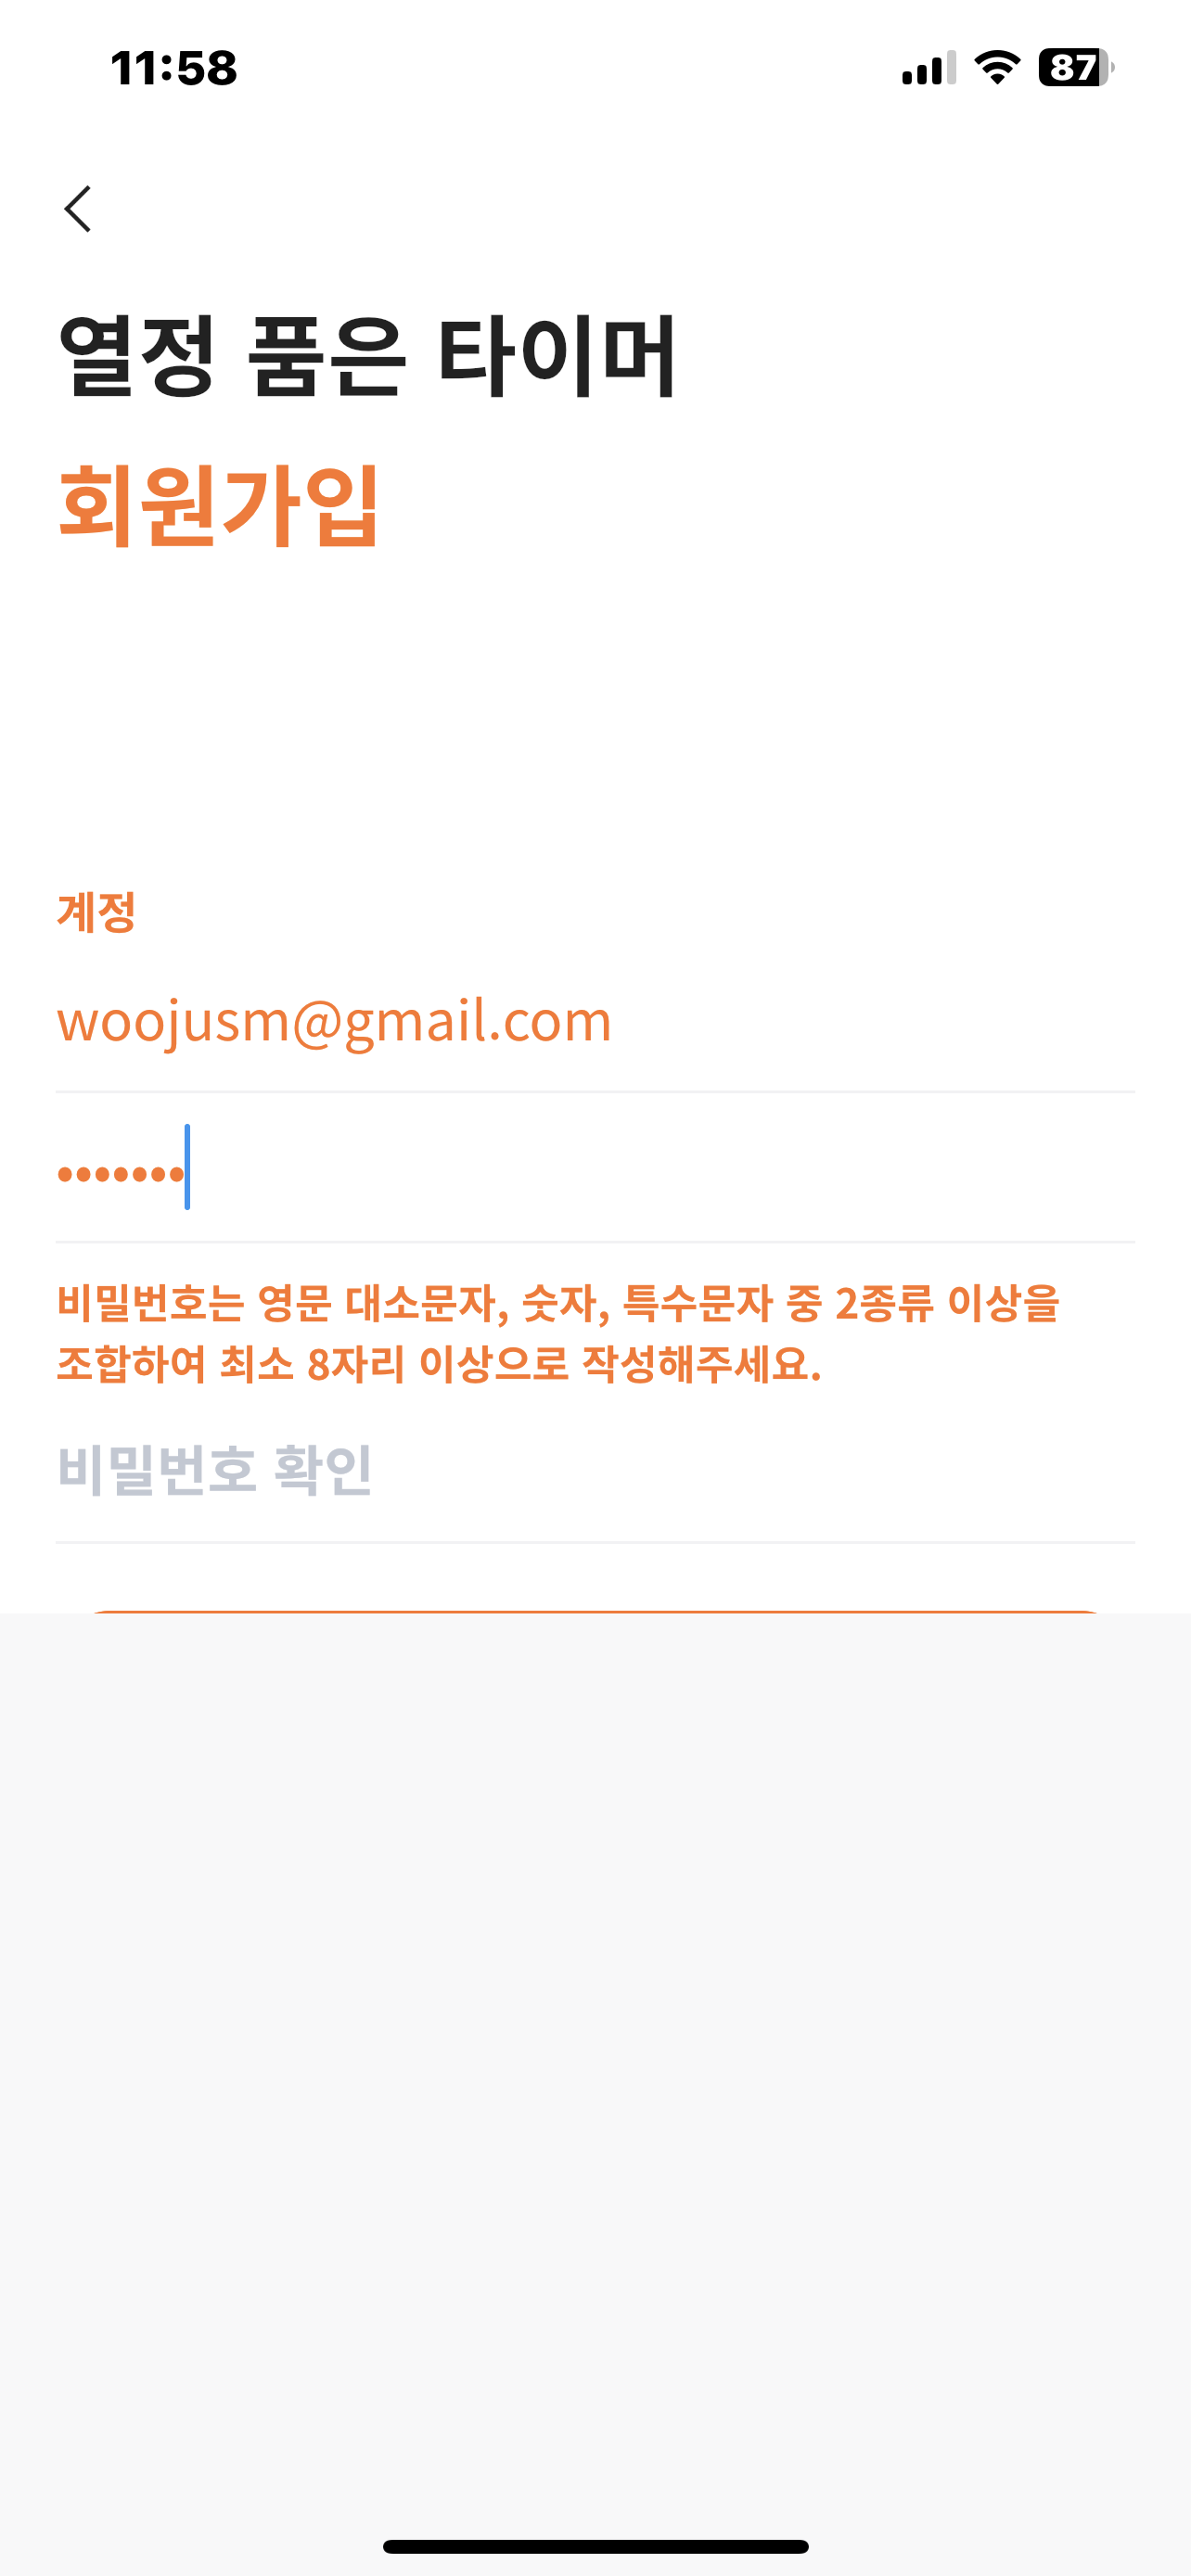 11:58
87
열정 품은 타이머
회원가입
계정
woojusm@gmail.com
•••••••
비밀번호는 영문 대소문자, 숫자, 특수문자 중 2종류 이상을
조합하여 최소 8자리 이상으로 작성해주세요.
비밀번호 확인